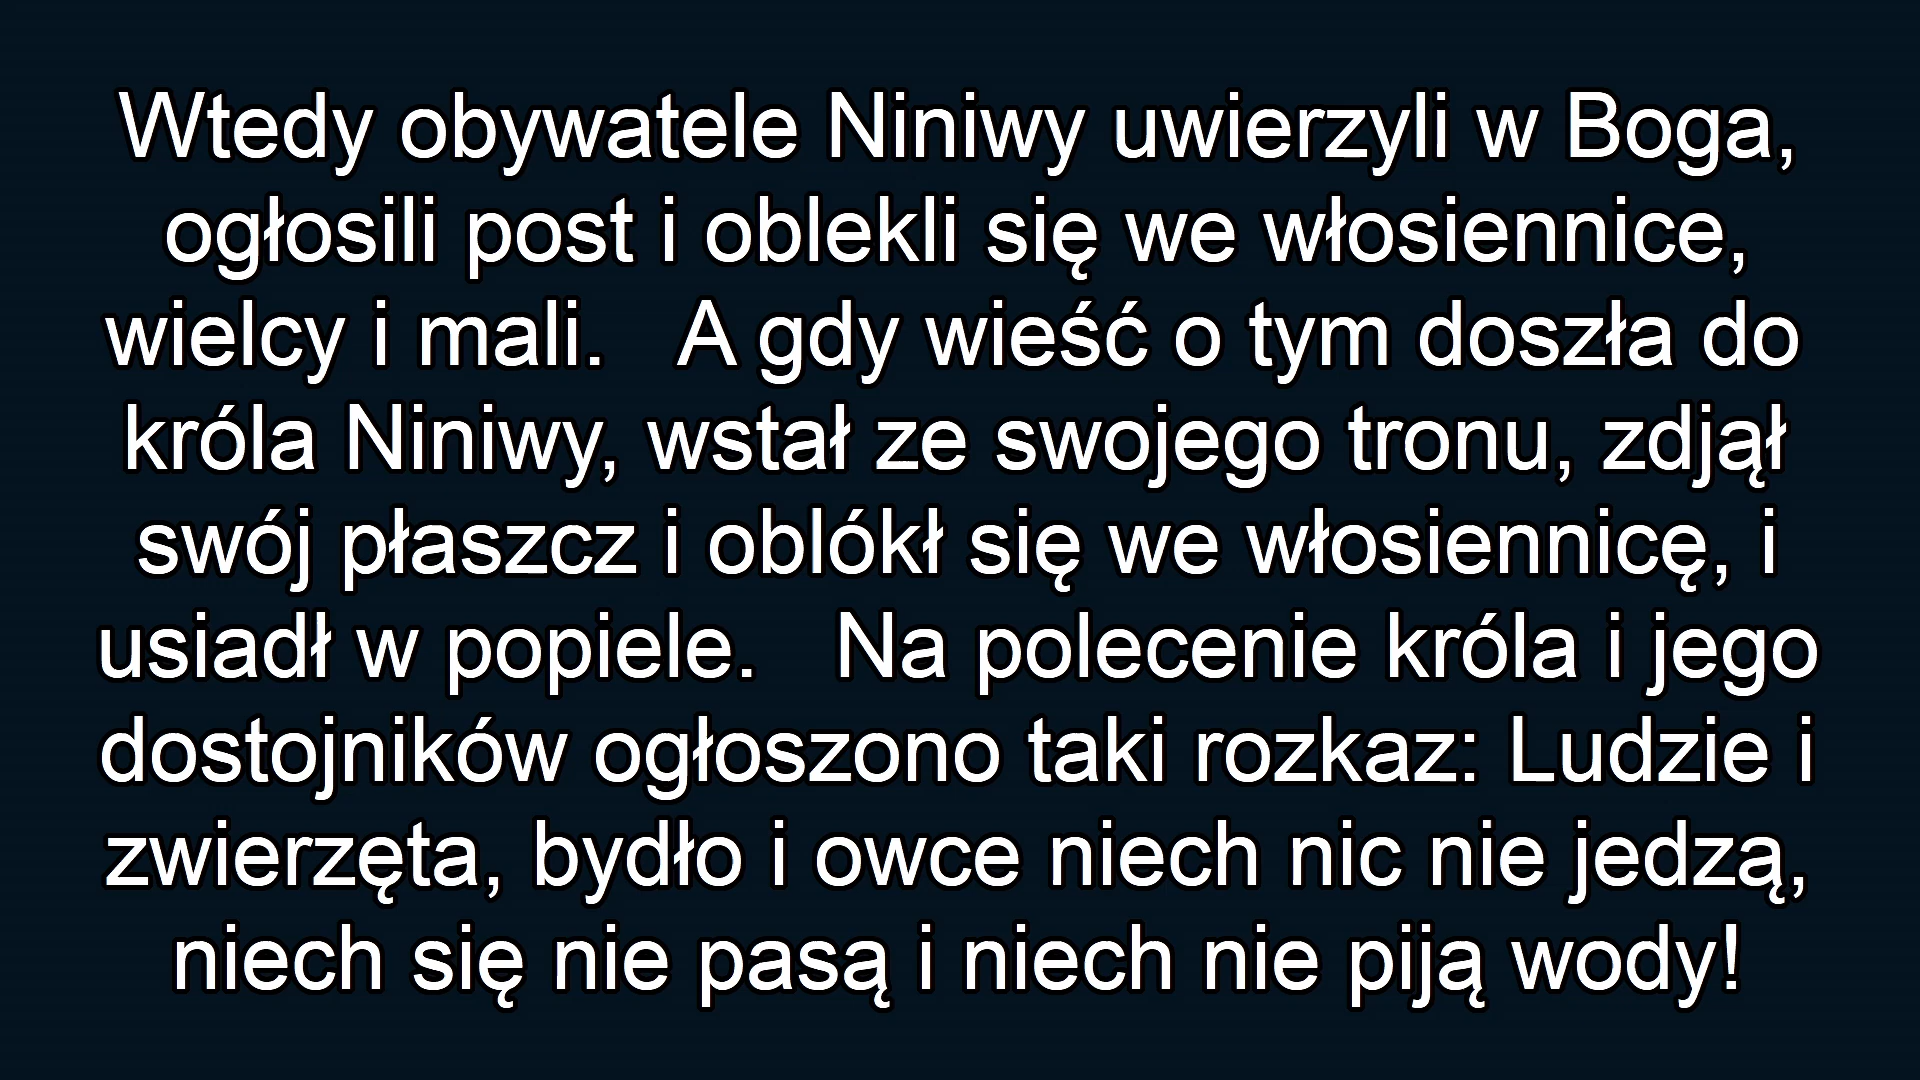 Wtedy obywatele Niniwy uwierzyli w Boga,
ogłosili post i oblekli się we włosiennice,
wielcy i mali.   A gdy wieść o tym doszła do
króla Niniwy, wstał ze swojego tronu, zdjął
swój płaszcz i oblókł się we włosiennicę, i
usiadł w popiele.   Na polecenie króla i jego
dostojników ogłoszono taki rozkaz: Ludzie i
zwierzęta, bydło i owce niech nic nie jedzą,
niech się nie pasą i niech nie piją wody!